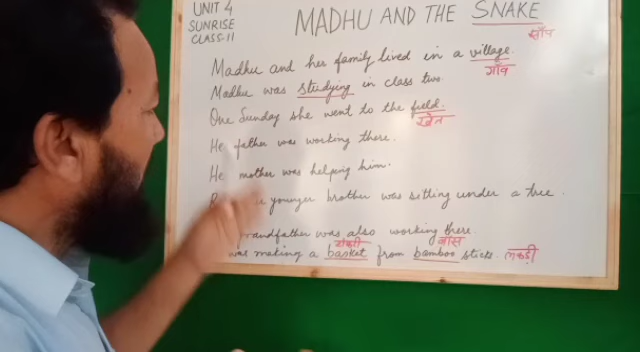 UNIT 4
SUNRISE
CLASS-II
MADHU AND THE SNAKE
साँप
Madhu and her family lived in a village.
गाँव
Madhu was studying in class two.
One Sunday she went to the field.
खेत
He father was working there.
He mother was helping him.
younger brother was sitting under a tree.
grandfather was also working there.
टोकरी बाँस
was making a basket from bamboo sticks. लकड़ी